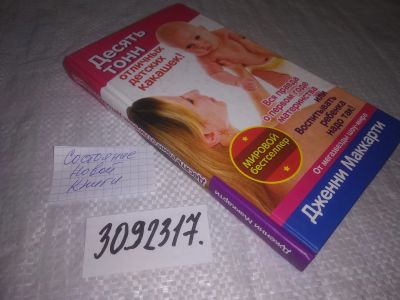 Десять
тонн
отличных
детских
какашек!
Вся правда
о первом годе
материнства
или
Воспитывать
ребенка
надо так!
МИРОВОЙ
бестселлер
От мегазвезды шоу-мира
Дженни Маккарти
Дженни Маккарти
Состояние
Новой
Книги
3092317.